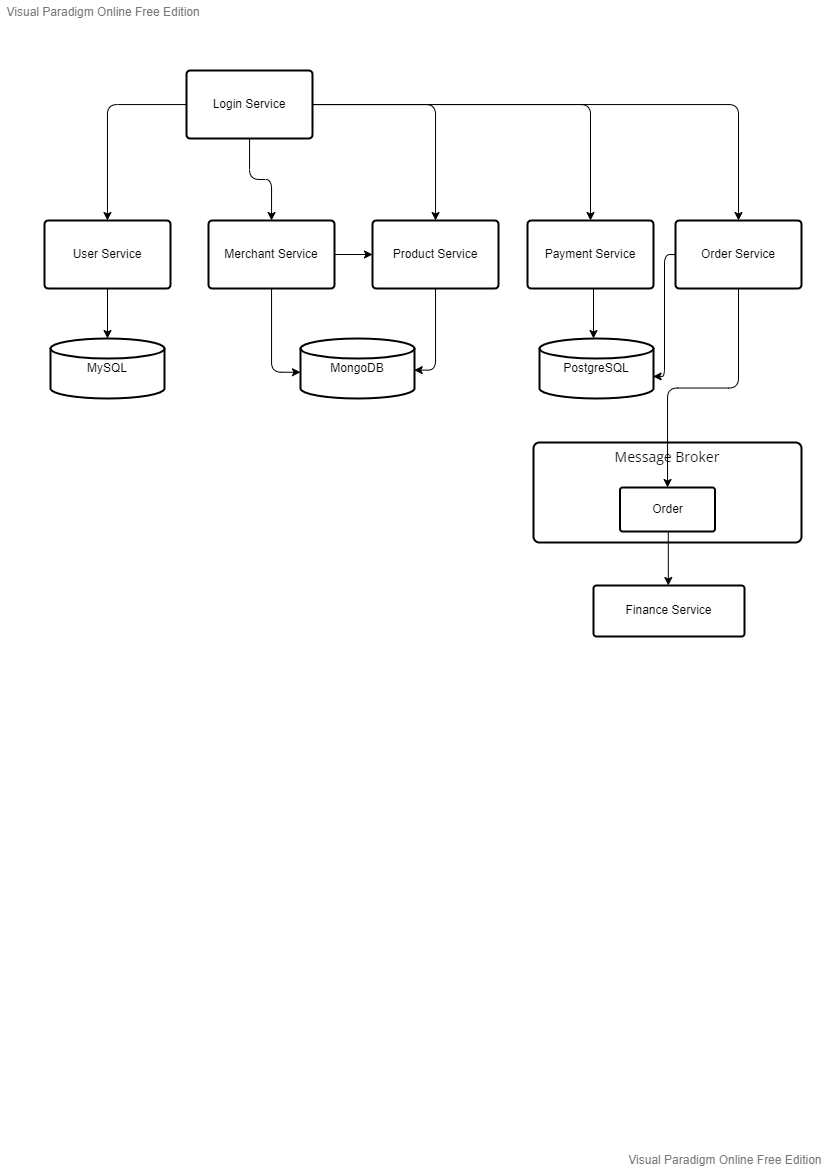 Visual Paradigm Online Free Edition
Login Service
User Service
Merchant Service
Product Service
Payment Service
Order Service
MySQL
MongoDB
PostgreSQL
Message Broker
Order
Finance Service
Visual Paradigm Online Free Edition